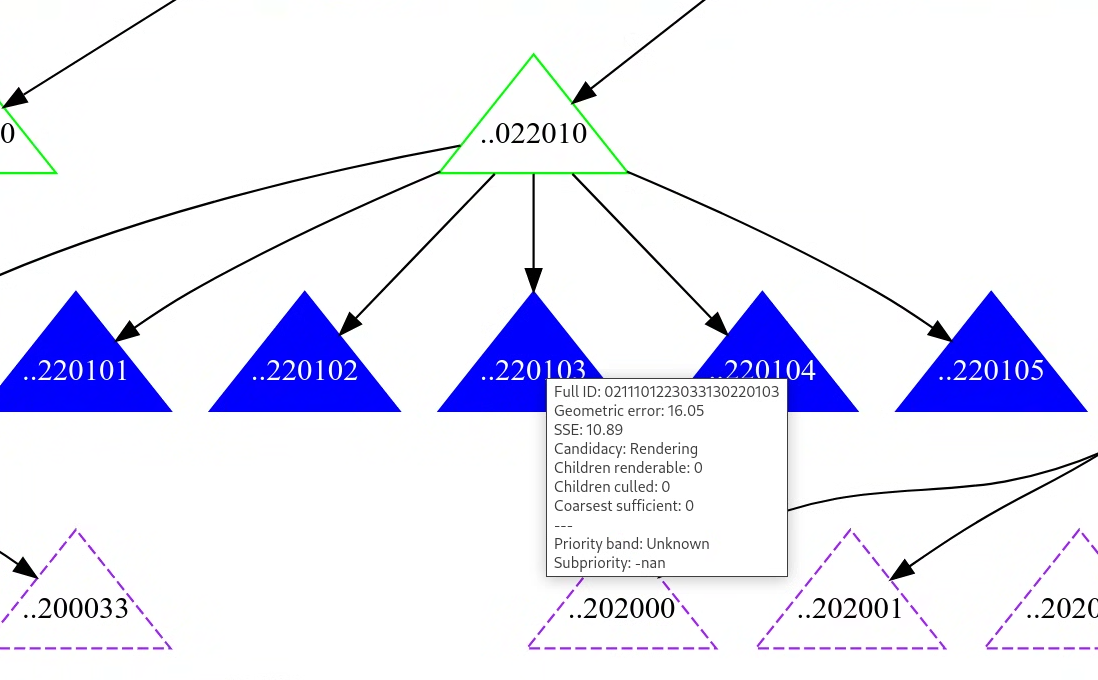 0
..022010
..220101
..220102
..220103
..220104
..220105
Full ID: 0211101223033130220103
Geometric error: 16.05
SSE: 10.89
Candidacy: Rendering
Children renderable: 0
Children culled: 0
Coarsest sufficient: 0
---
Priority band: Unknown
Subpriority: -nan
..200033
..202000
..202001
..2020